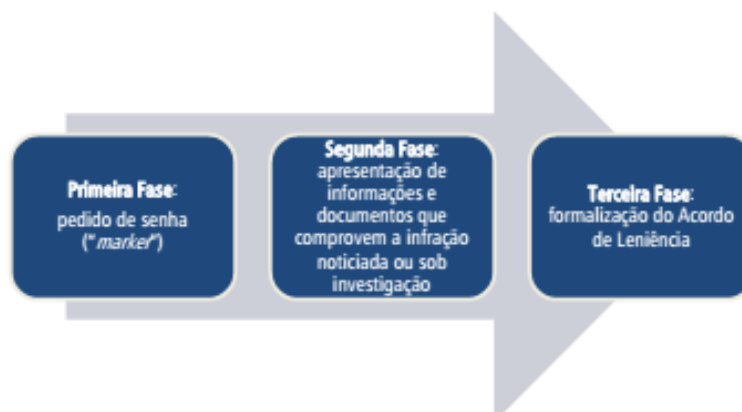 Primeira Fase:
pedido de senha
("marker")
Segunda Fase:
apresentação de
informações e
documentos que
comprovem a infração
noticiada ou sob
investigação
Terceira Fase:
formalização do Acordo
de Leniência